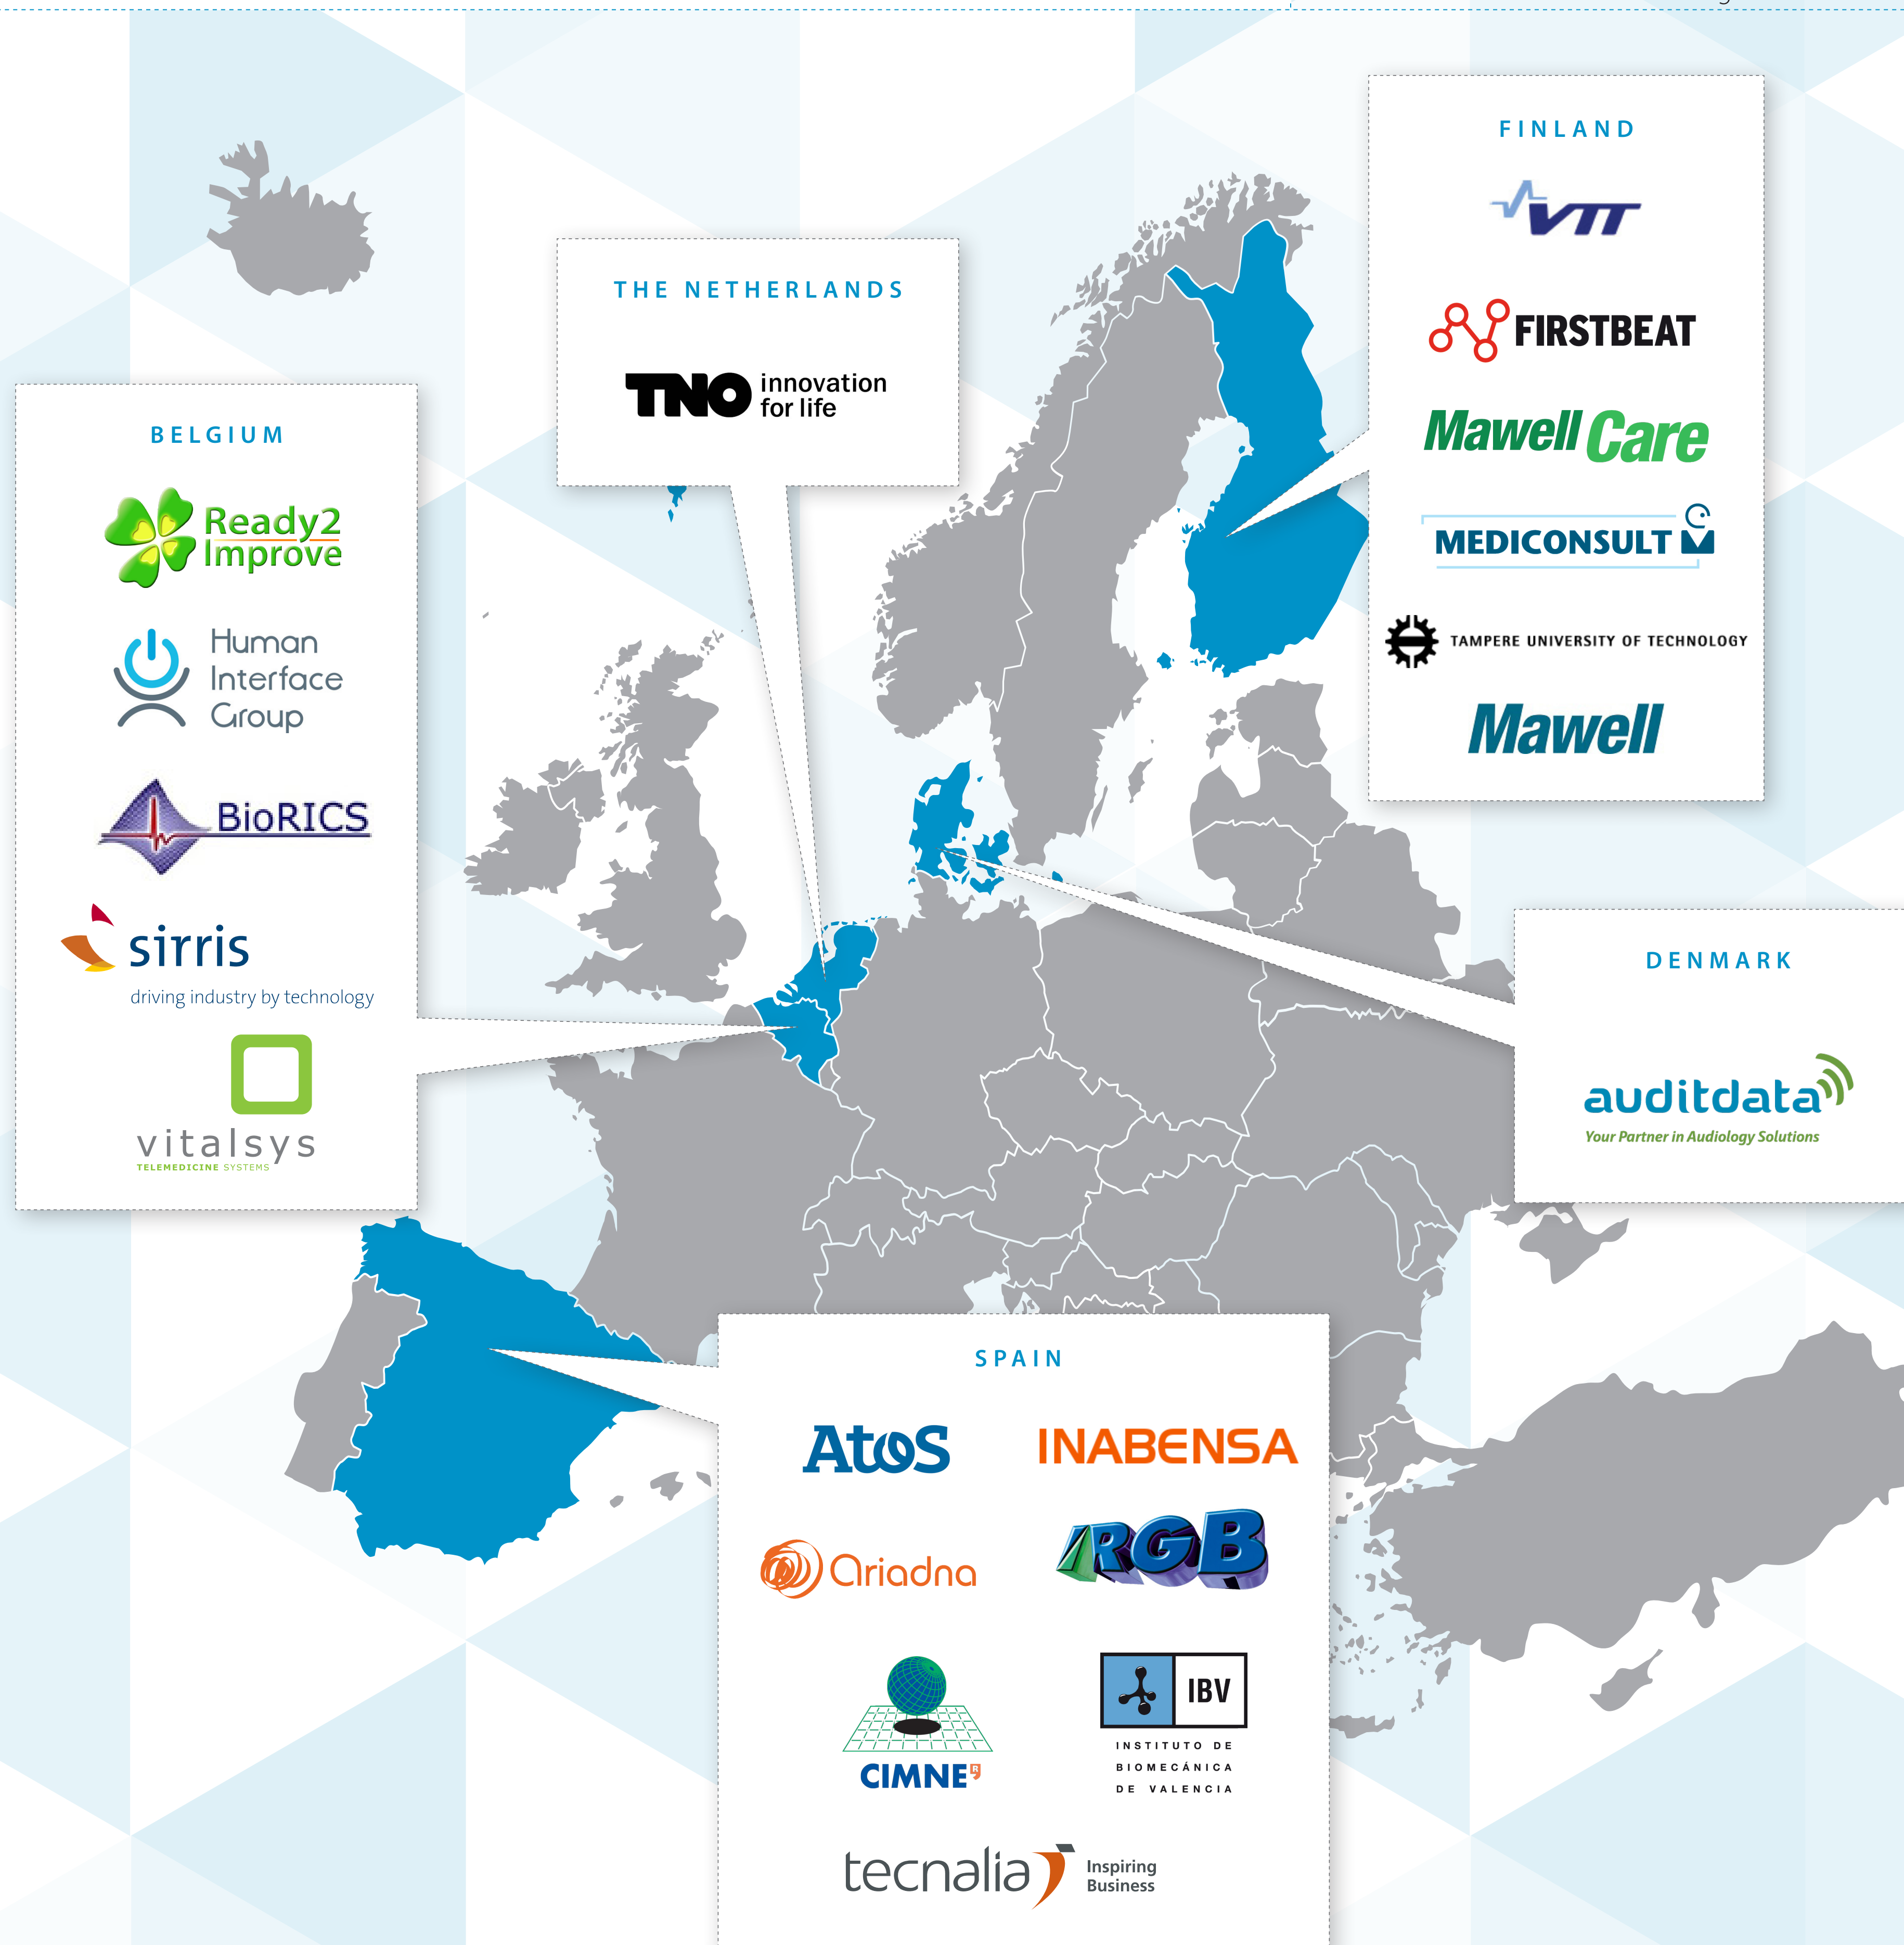 FINLAND
VTT
FIRSTBEAT
Mawell Care
MEDICONSULT
TAMPERE UNIVERSITY OF TECHNOLOGY
Mawell
THE NETHERLANDS
TNO innovation
for life
BELGIUM
Ready2
Improve
Human
Interface
Group
BioRICS
sirris
driving industry by technology
vitalsys
TELEMEDICINE SYSTEMS
DENMARK
auditdata
Your Partner in Audiology Solutions
SPAIN
Atos
INABENSA
Ariadna
RGB
CIMNE R
IBV
INSTITUTO DE
BIOMECÁNICA
DE VALENCIA
tecnalia
Inspiring
Business